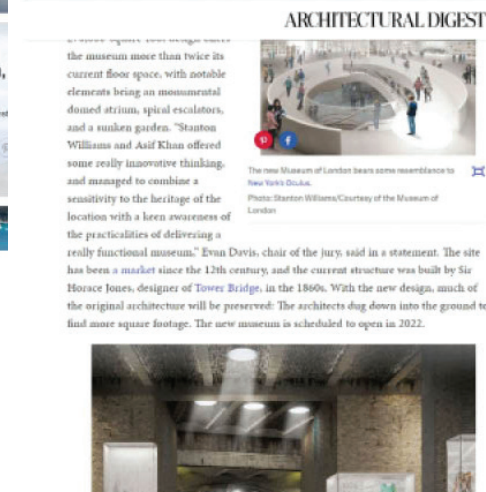 ARCHITECTURAL DIGEST
the museum more than twice its
current floor space, with notable
elements being an monumental
domed atrium, spiral escalators,
and a sunken garden. "Stanton
Williams and Asif Khan offered
some really innovative thinking,
and managed to combine a
sensitivity to the heritage of the
location with a keen awareness of
the practicalities of delivering a
The new Museum of London bears some resemblance to
New York's Oculus.
Photo: Stanton Williams/Courtesy of the Museum of
London
really functional museum," Evan Davis, chair of the jury, said in a statement. The site
has been a market since the 12th century, and the current structure was built by Sir
Horace Jones, designer of Tower Bridge, in the 1860s. With the new design, much of
the original architecture will be preserved: The architects dug down into the ground to
find more square footage. The new museum is scheduled to open in 2022.